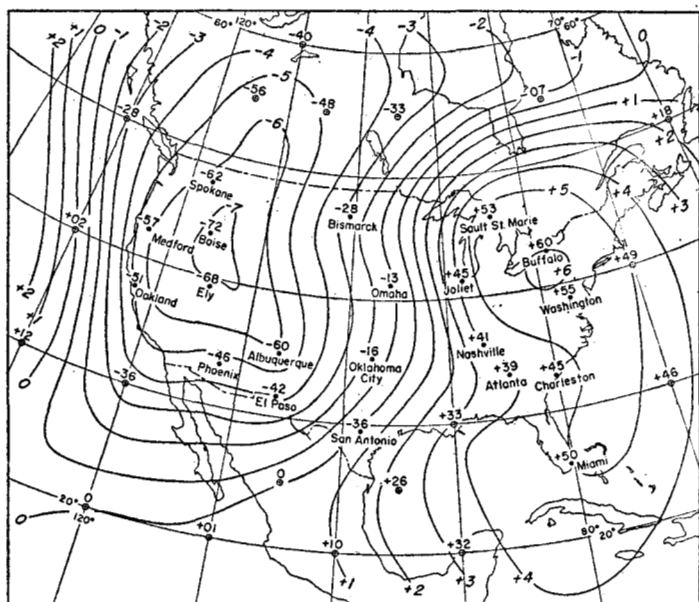 +2 +1 0 -1 -2 -3 -4 -4 -3 -2 0
60° 120° -40 70° 60° -1
-56 -48 -33 07 +1
-28 -5 +18
-6 +2
-62 +5 +4 +3
Spokane
-28 +53
Bismarck Sault St. Marie
+02 -57 -72 -7
Medford Boise
+60
Buffalo +49
-51 -68 -13 +45 +6
Oakland Ely Omaha Joliet +55
Washington
+2
+1
+12
0 -60 -16 +41
-46 Albuquerque Oklahoma Nashville
Phoenix City +39 +45
-36 -42 Atlanta Charleston +46
El Paso
-36 +33
San Antonio
+50
Miami
0 +26
20° 0
0 120° +01
+10 +32 80° 20°
+1 +2 +3 +4